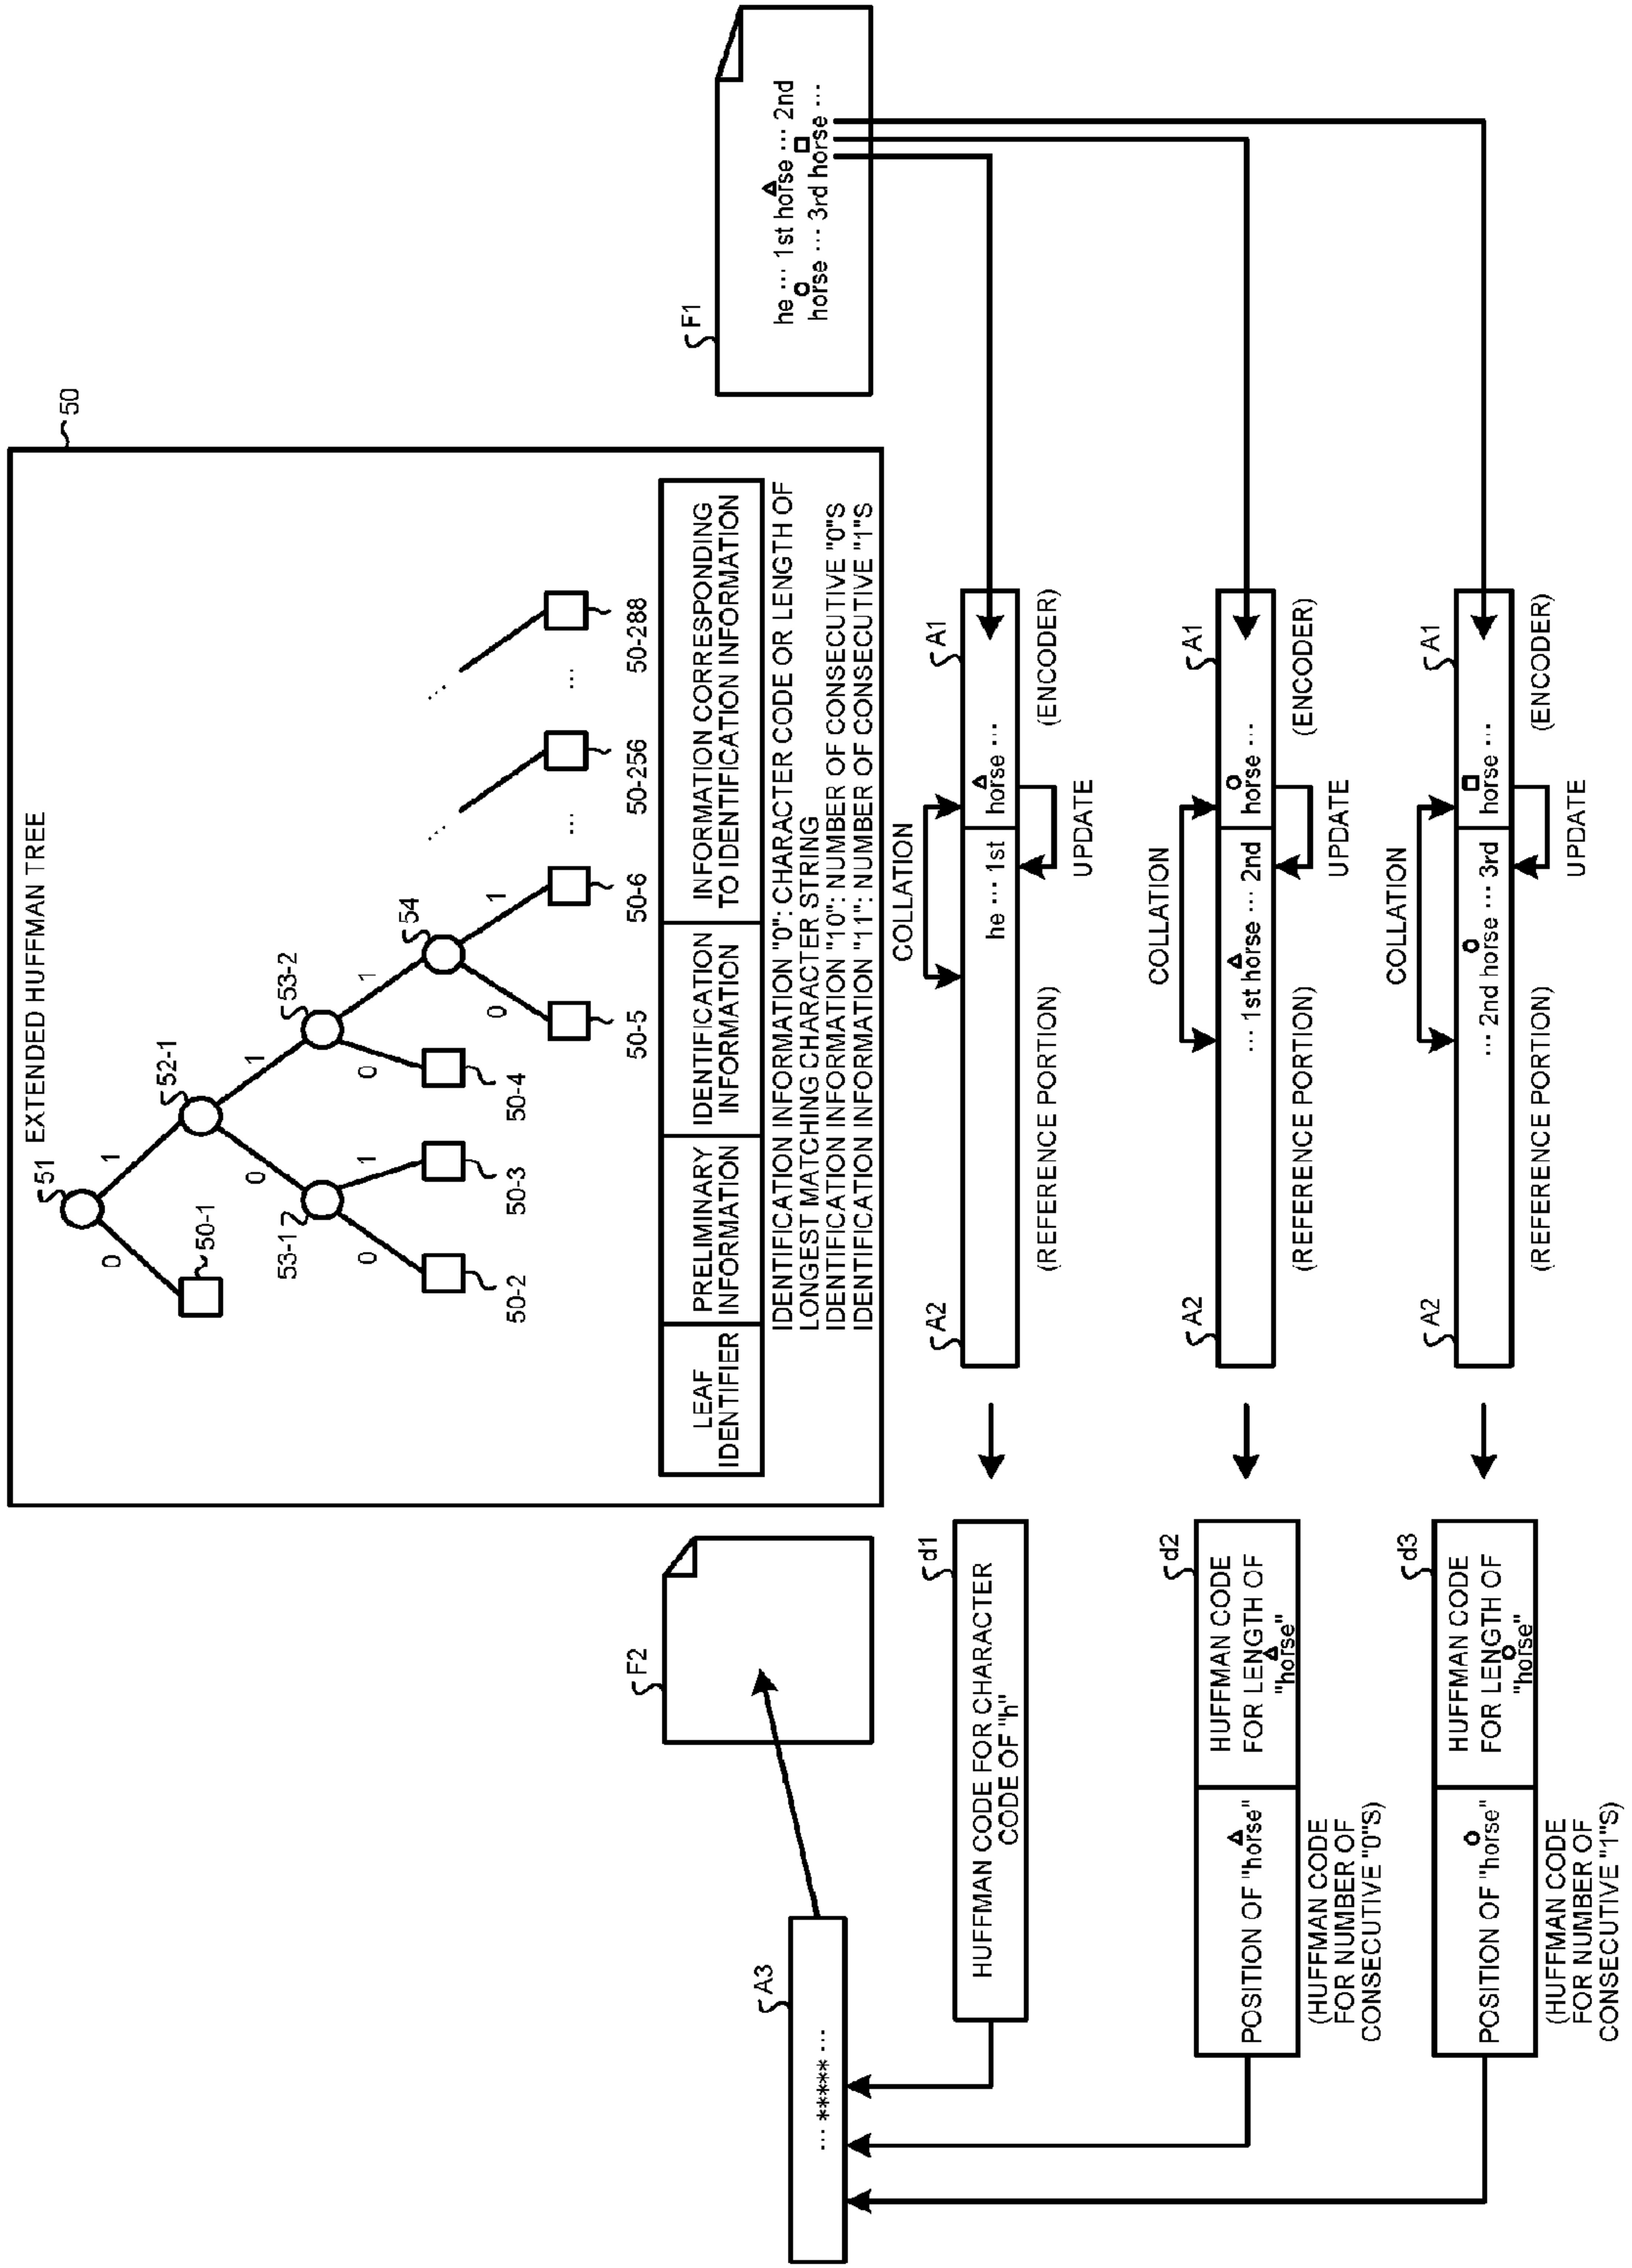 50
EXTENDED HUFFMAN TREE
51
0
1
50-1
52-1
0
1
53-1
53-2
0
1
0
1
50-2
50-3
50-4
54
0
1
50-5
50-6
...
...
50-256
...
...
50-288
LEAF
IDENTIFIER
PRELIMINARY
INFORMATION
IDENTIFICATION
INFORMATION
INFORMATION CORRESPONDING
TO IDENTIFICATION INFORMATION
IDENTIFICATION INFORMATION "0": CHARACTER CODE OR LENGTH OF
LONGEST MATCHING CHARACTER STRING
IDENTIFICATION INFORMATION "10": NUMBER OF CONSECUTIVE "0"S
IDENTIFICATION INFORMATION "11": NUMBER OF CONSECUTIVE "1"S
F1
he ... 1st horse ... 2nd
horse ... 3rd horse ...
F2
A3
... ***** ...
d1
HUFFMAN CODE FOR CHARACTER
CODE OF "h"
A2
COLLATION
A1
he ... 1st
horse ...
(REFERENCE PORTION)
UPDATE
(ENCODER)
d2
POSITION OF "horse"
HUFFMAN CODE
FOR LENGTH OF
"horse"
(HUFFMAN CODE
FOR NUMBER OF
CONSECUTIVE "0"S)
A2
COLLATION
A1
... 1st horse ... 2nd
horse ...
(REFERENCE PORTION)
UPDATE
(ENCODER)
d3
POSITION OF "horse"
HUFFMAN CODE
FOR LENGTH OF
"horse"
(HUFFMAN CODE
FOR NUMBER OF
CONSECUTIVE "1"S)
A2
COLLATION
A1
... 2nd horse ... 3rd
horse ...
(REFERENCE PORTION)
UPDATE
(ENCODER)